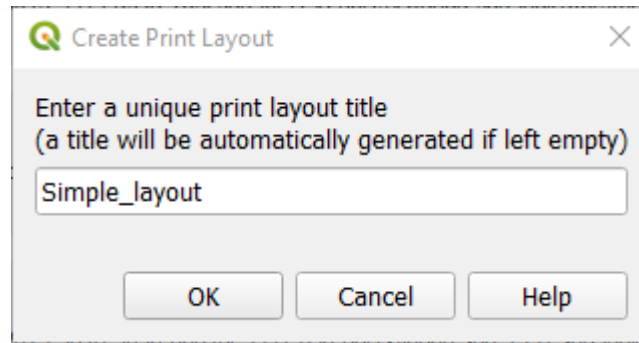 Create Print Layout
Enter a unique print layout title
(a title will be automatically generated if left empty)
Simple_layout
OK Cancel Help